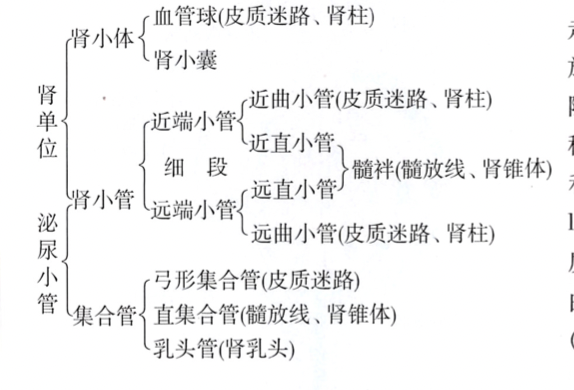 血管球(皮质迷路、肾柱)
肾小体
肾小囊
肾单位
近曲小管(皮质迷路、肾柱)
近端小管
近直小管
细 段
髓袢(髓放线、肾锥体)
肾小管
远直小管
远端小管
远曲小管(皮质迷路、肾柱)
泌尿小管
弓形集合管(皮质迷路)
集合管
直集合管(髓放线、肾锥体)
乳头管(肾乳头)